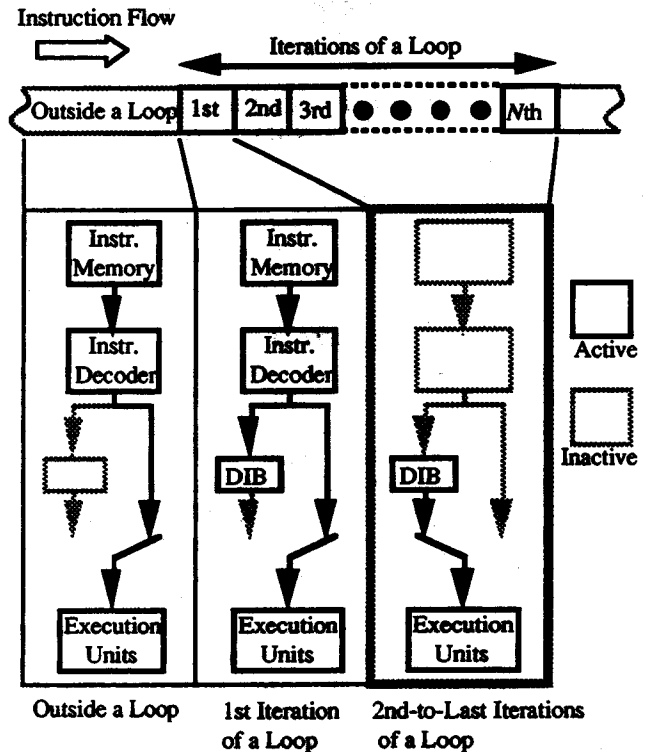 Instruction Flow
Iterations of a Loop
Outside a Loop 1st 2nd 3rd Nth
Instr.
Memory
Instr.
Decoder
Execution
Units
Outside a Loop
Instr.
Memory
Instr.
Decoder
DIB
Execution
Units
1st Iteration
of a Loop
DIB
Execution
Units
2nd-to-Last Iterations
of a Loop
Active
Inactive